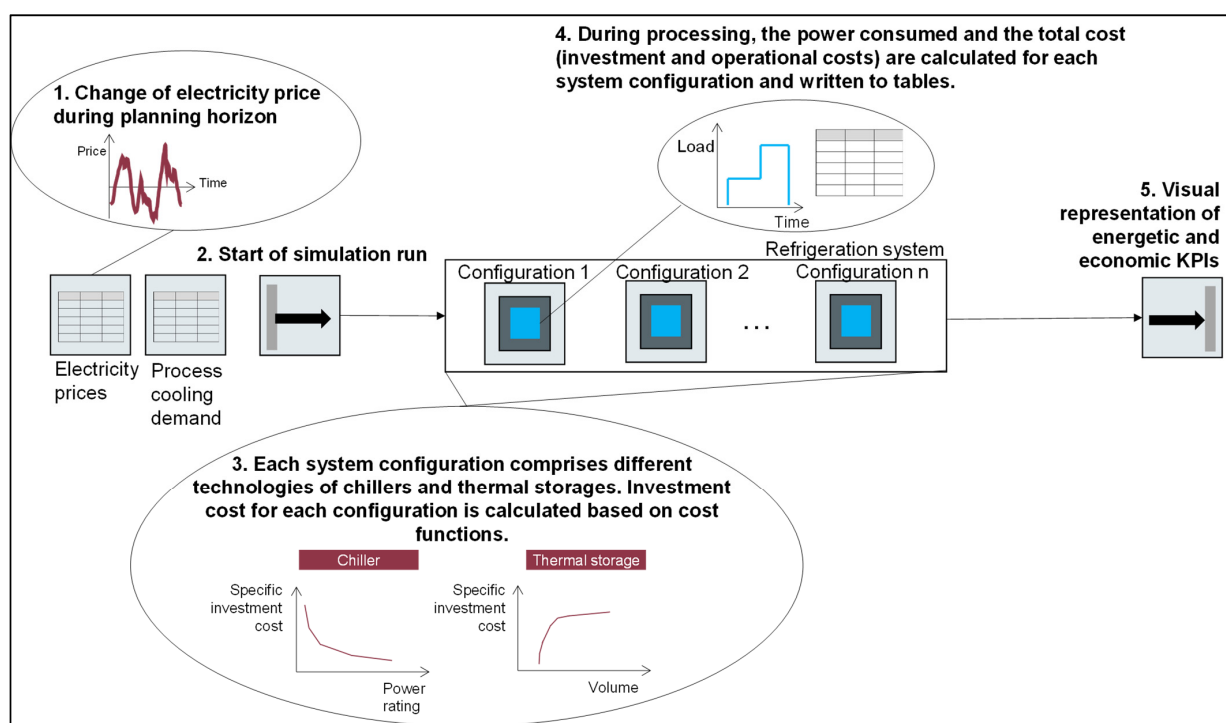 1. Change of electricity price
during planning horizon
Price
Time
4. During processing, the power consumed and the total cost
(investment and operational costs) are calculated for each
system configuration and written to tables.
Load
Time
5. Visual
representation of
energetic and
economic KPIs
2. Start of simulation run
Refrigeration system
Configuration 1
Configuration 2
Configuration n
...
Electricity
prices
Process
cooling
demand
3. Each system configuration comprises different
technologies of chillers and thermal storages. Investment
cost for each configuration is calculated based on cost
functions.
Chiller
Specific
investment
cost
Power
rating
Thermal storage
Specific
investment
cost
Volume